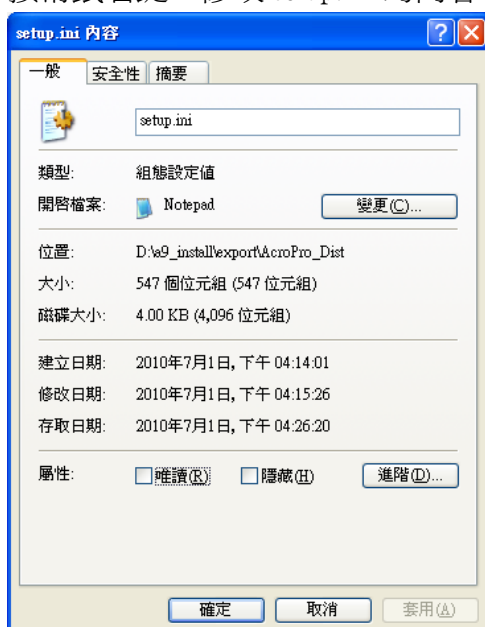 setup.ini 內容
一般 安全性 摘要
setup.ini
類型: 組態設定值
開啓檔案: Notepad 變更(C)...
位置: D:\a9_install\export\AcroPro_Dist
大小: 547 個位元組 (547 位元組)
磁碟大小: 4.00 KB (4,096 位元組)
建立日期: 2010年7月1日, 下午 04:14:01
修改日期: 2010年7月1日, 下午 04:15:26
存取日期: 2010年7月1日, 下午 04:26:20
屬性: 唯讀(R) 隱藏(H) 進階(D)...
確定 取消 套用(A)